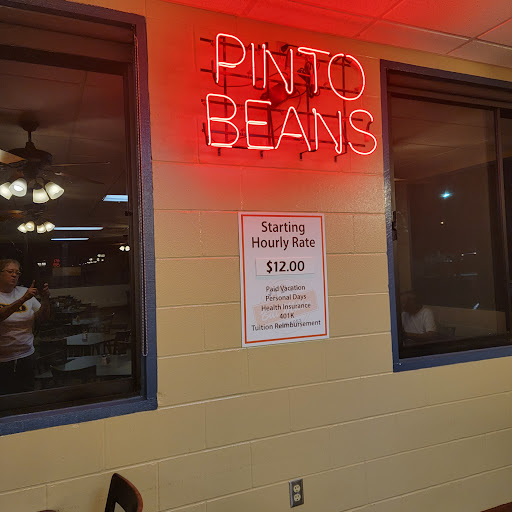 PINTO
BEANS
Starting
Hourly Rate
$12.00
Paid Vacation
Personal Days
Health Insurance
401K
Tuition Reimbursement